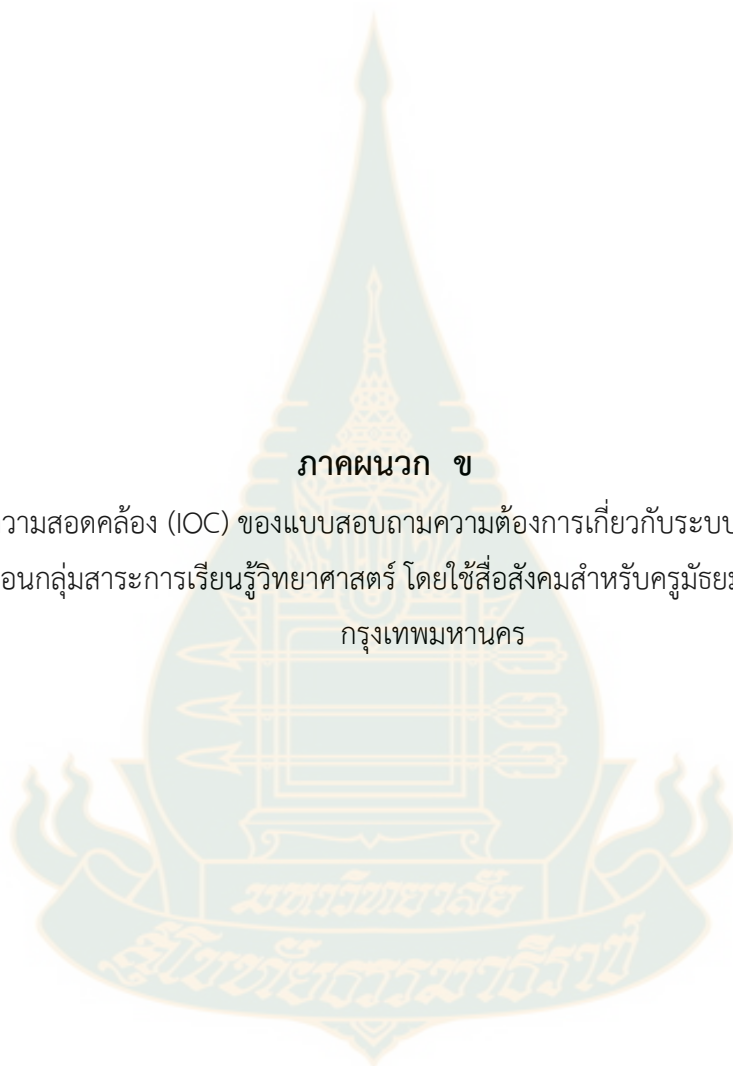 ภาคผนวก ข
วามสอดคล้อง (IOC) ของแบบสอบถามความต้องการเกี่ยวกับระบบ
อนกลุ่มสาระการเรียนรู้วิทยาศาสตร์ โดยใช้สื่อสังคมสำหรับครูมัธยม
กรุงเทพมหานคร
มหาวิทยาลัย
สุโขทัยธรรมาธิราช